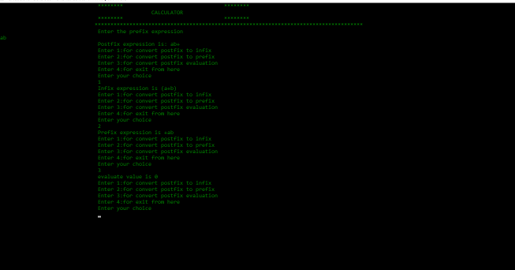 ******** ********
CALCULATOR
******** ********
Enter the prefix expression
Postfix expression is: ab+
Enter 1:for convert postfix to infix
Enter 2:for convert postfix to prefix
Enter 3:for convert postfix evaluation
Enter 4:for exit from here
Enter your choice
1
Infix expression is (a+b)
Enter 1:for convert postfix to infix
Enter 2:for convert postfix to prefix
Enter 3:for convert postfix evaluation
Enter 4:for exit from here
Enter your choice
2
Prefix expression is +ab
Enter 1:for convert postfix to infix
Enter 2:for convert postfix to prefix
Enter 3:for convert postfix evaluation
Enter 4:for exit from here
Enter your choice
3
evaluate value is
Enter 1:for convert postfix to infix
Enter 2:for convert postfix to prefix
Enter 3:for convert postfix evaluation
Enter 4:for exit from here
Enter your choice